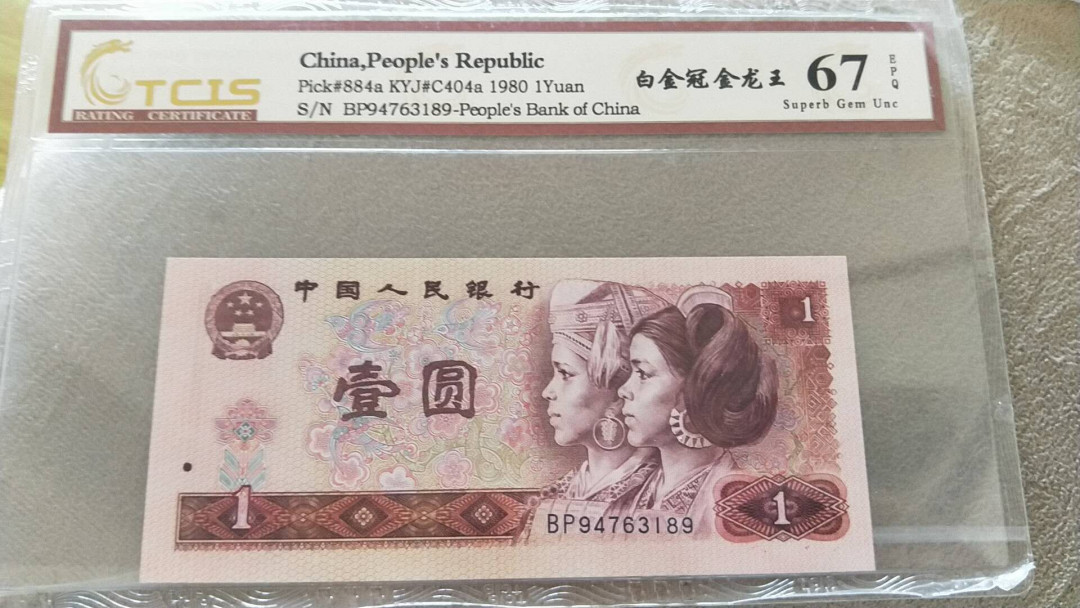 TCIS
RATING CERTIFICATE
China,People's Republic
Pick#884a KYJ#C404a 1980 1Yuan
S/N BP94763189-People's Bank of China
白金冠金龙王
67
EPQ
Superb Gem Unc
中国人民银行
1
壹圆
1
BP94763189
1